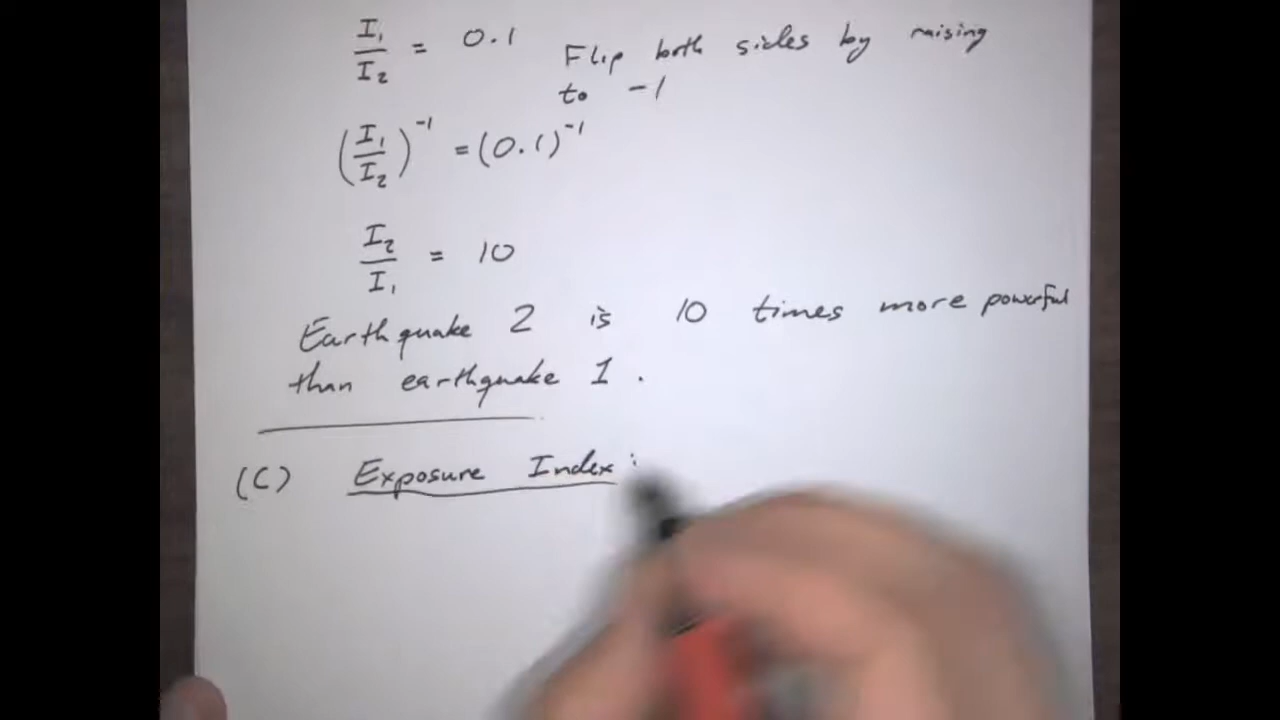 I₁/I₂ = 0.1 Flip both sides by raising
to -1
(I₁/I₂)⁻¹ = (0.1)⁻¹
I₂/I₁ = 10
Earthquake 2 is 10 times more powerful
than earthquake 1.
(C) Exposure Index: